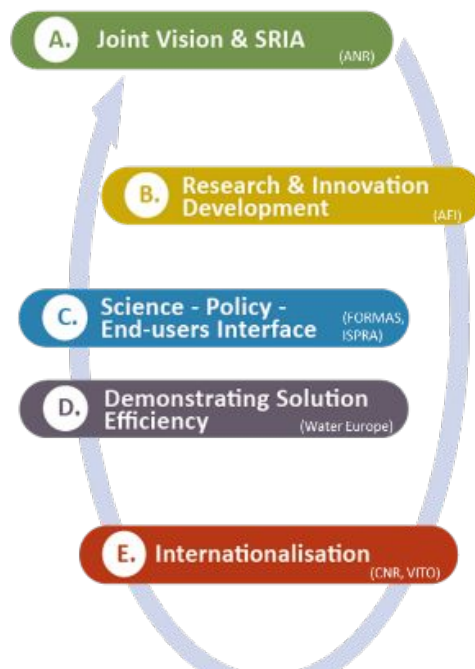 A. Joint Vision & SRIA
(ANR)
B. Research & Innovation
Development
(AEI)
C. Science - Policy -
End-users Interface
(FORMAS,
ISPRA)
D. Demonstrating Solution
Efficiency
(Water Europe)
E. Internationalisation
(CNR, VITO)